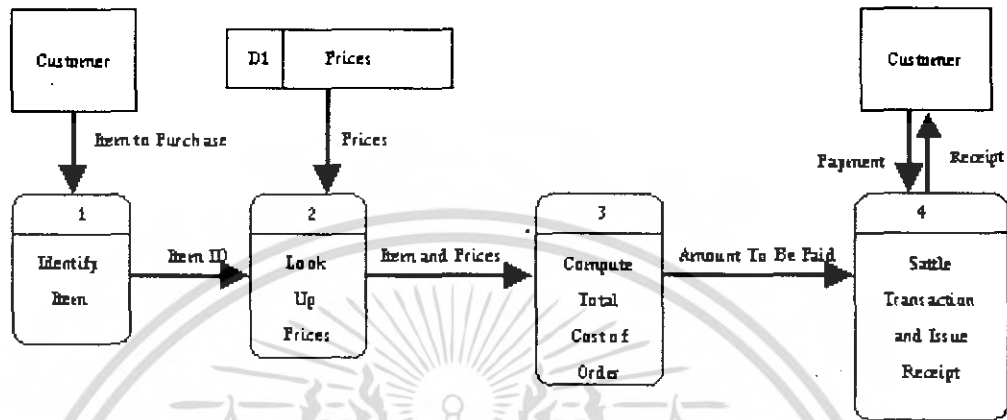 Customer
D1 Prices
Customer
Item to Purchase
Prices
Payment
Receipt
1
Identify
Item
Item ID
2
Look
Up
Prices
Item and Prices
3
Compute
Total
Cost of
Order
Amount To Be Paid
4
Settle
Transaction
and Issue
Receipt